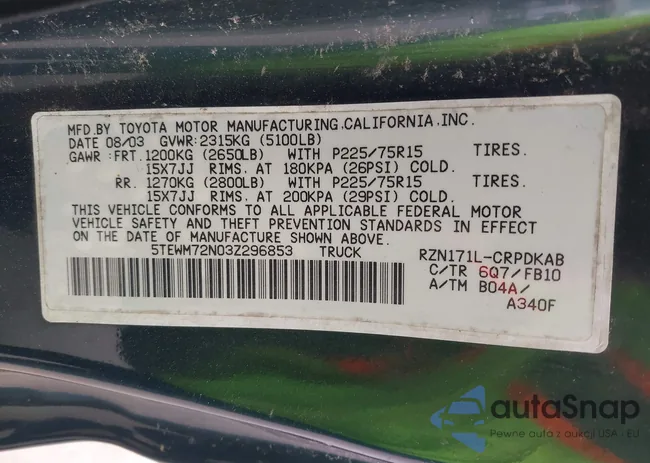 MFD.BY TOYOTA MOTOR MANUFACTURING.CALIFORNIA.INC.
DATE 08/03 GVWR:2315KG (5100LB)
GAWR : FRT. 1200KG (2650LB) WITH P225/75R15 TIRES.
15X7JJ RIMS. AT 180KPA (26PSI) COLD.
RR. 1270KG (2800LB) WITH P225/75R15 TIRES.
15X7JJ RIMS. AT 200KPA (29PSI) COLD.
THIS VEHICLE CONFORMS TO ALL APPLICABLE FEDERAL MOTOR
VEHICLE SAFETY AND THEFT PREVENTION STANDARDS IN EFFECT
ON THE DATE OF MANUFACTURE SHOWN ABOVE.
5TEWM72N03Z296853 TRUCK RZN171L-CRPDKAB
C/TR 6Q7/FB10
A/TM B04A/
A340F
autoSnap
Pewne auta z aukcji USA - EU